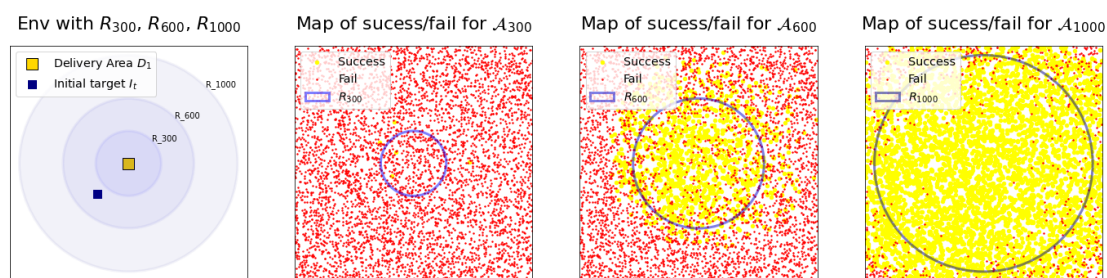 Env with R₃₀₀, R₆₀₀, R₁₀₀₀
Delivery Area D₁
Initial target Iₜ
R_1000
R_600
R_300
Map of sucess/fail for 𝒜₃₀₀
Success
Fail
R₃₀₀
Map of sucess/fail for 𝒜₆₀₀
Success
Fail
R₆₀₀
Map of sucess/fail for 𝒜₁₀₀₀
Success
Fail
R₁₀₀₀